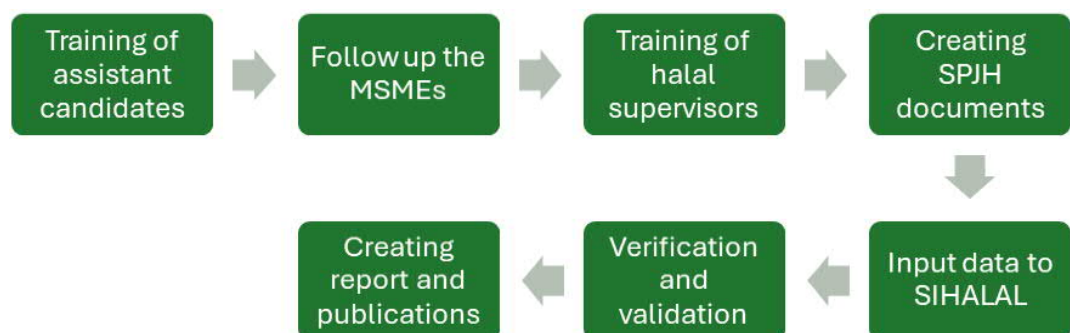 Training of
assistant
candidates
Follow up the
MSMEs
Training of
halal
supervisors
Creating
SPJH
documents
Input data to
SIHALAL
Verification
and
validation
Creating
report and
publications